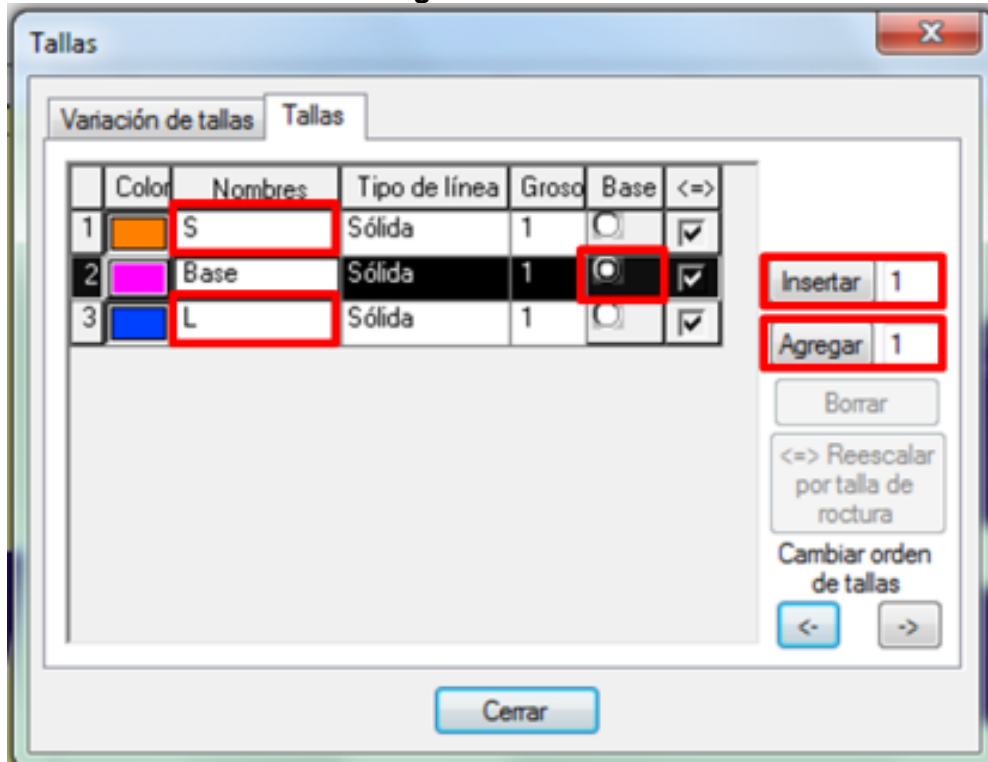 Tallas
Variación de tallas Tallas
Color Nombres Tipo de línea Groso Base <=>
1 S Sólida 1
2 Base Sólida 1
3 L Sólida 1
Insertar 1
Agregar 1
Borrar
<=> Reescalar
por talla de
roctura
Cambiar orden
de tallas
<- ->
Cerrar